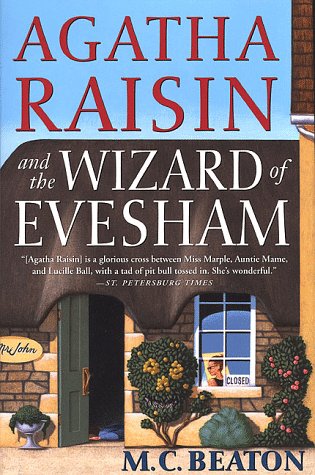 AGATHA
RAISIN
and the WIZARD of
EVESHAM
"[Agatha Raisin] is a glorious cross between Miss Marple, Auntie Mame,
and Lucille Ball, with a tad of pit bull tossed in. She's wonderful."
—ST. PETERSBURG TIMES
Mr. John
CLOSED
M.C. BEATON